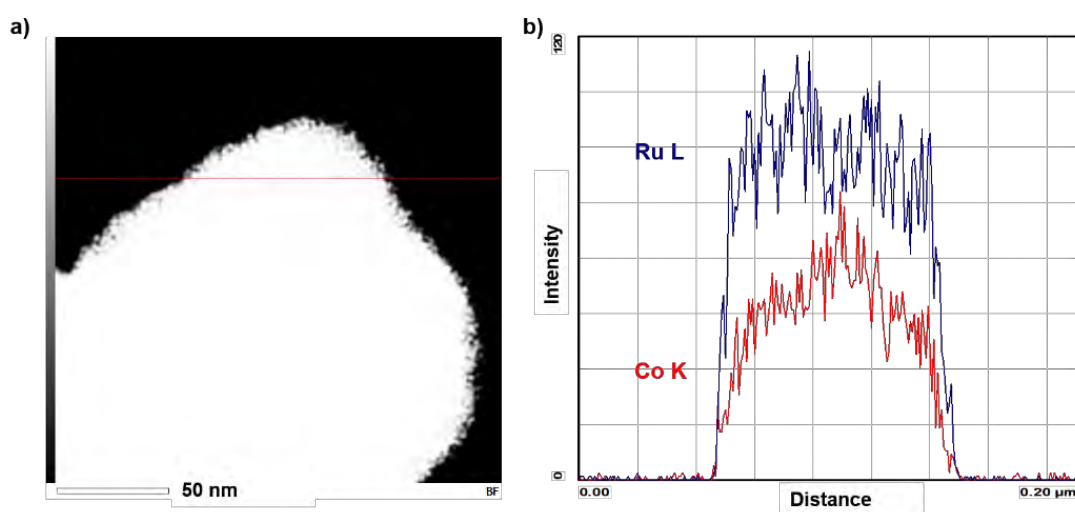 a)
50 nm
BF
b)
120
Ru L
Intensity
Co K
0
0.00
Distance
0.20 µm